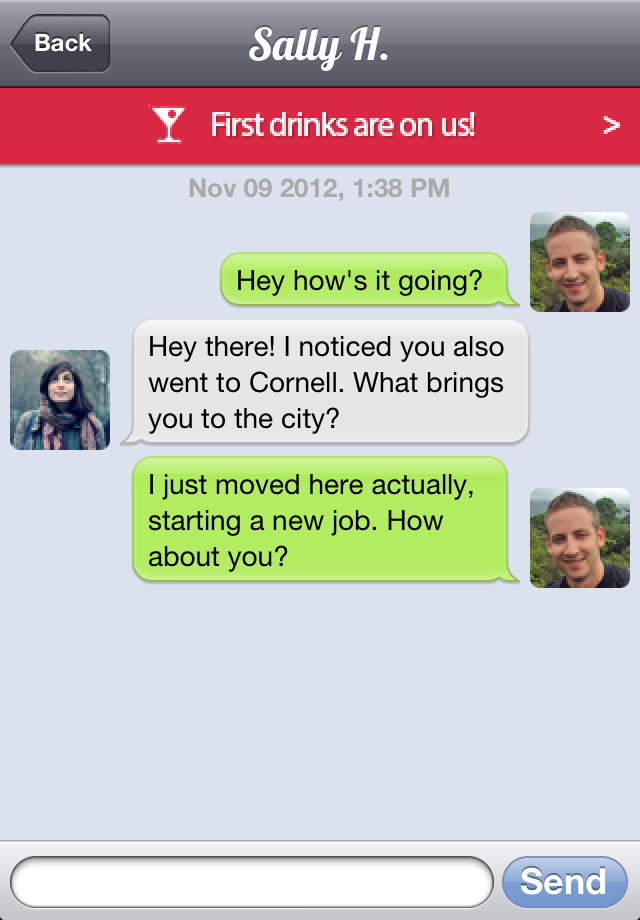 Back
Sally H.
First drinks are on us!
>
Nov 09 2012, 1:38 PM
Hey how's it going?
Hey there! I noticed you also
went to Cornell. What brings
you to the city?
I just moved here actually,
starting a new job. How
about you?
Send